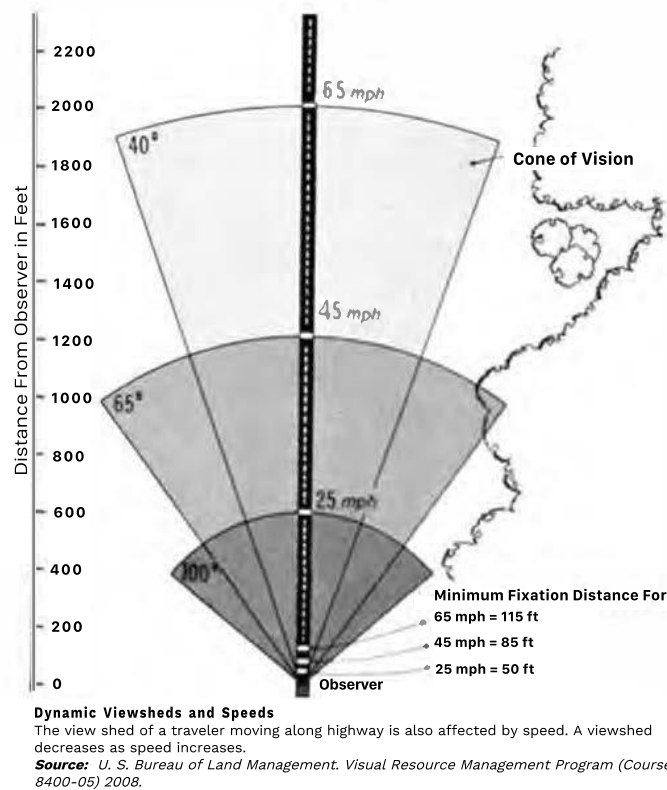 2200
65 mph
2000
40°
Cone of Vision
1800
1600
1400
45 mph
1200
1000
65°
800
25 mph
600
100°
400
Minimum Fixation Distance For
65 mph = 115 ft
200
45 mph = 85 ft
25 mph = 50 ft
0
Observer
Distance From Observer in Feet
Dynamic Viewsheds and Speeds
The view shed of a traveler moving along highway is also affected by speed. A viewshed
decreases as speed increases.
Source: U. S. Bureau of Land Management. Visual Resource Management Program (Course
8400-05) 2008.